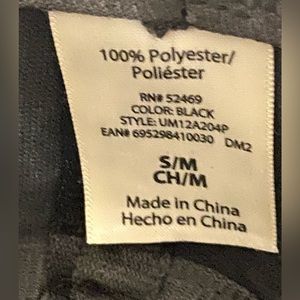 100% Polyester/
Poliéster
RN# 52469
COLOR: BLACK
STYLE: UM12A204P
EAN# 695298410030 DM2
S/M
CH/M
Made in China
Hecho en China